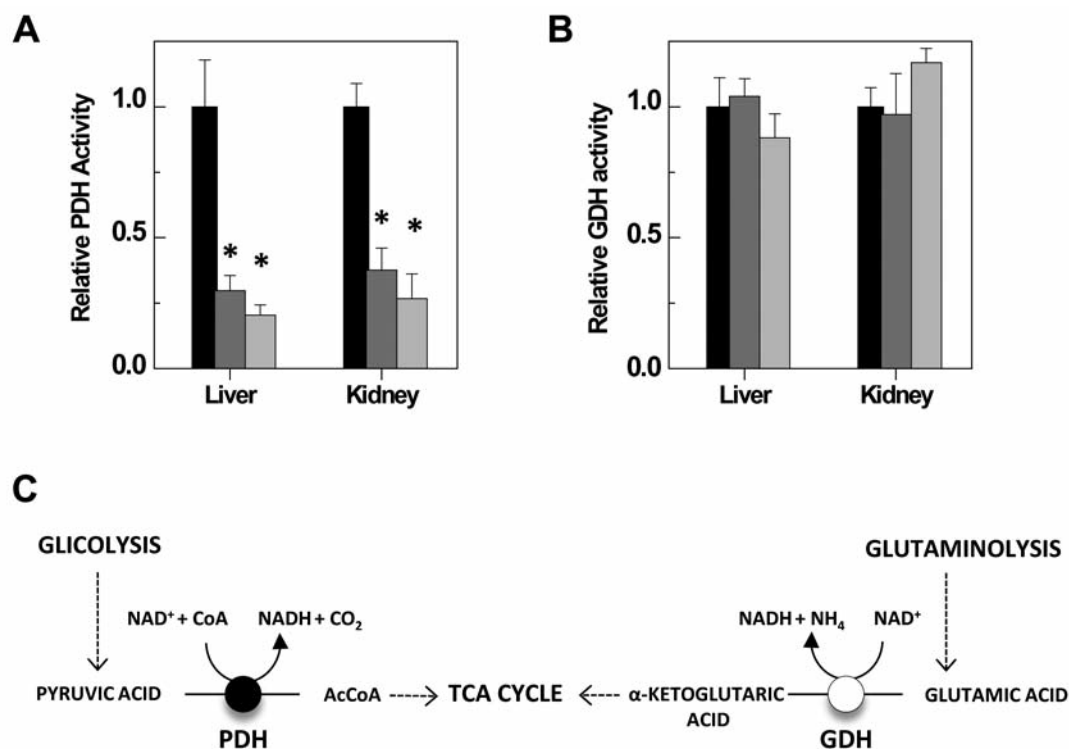 A
Relative PDH Activity
1.0
0.5
0.0
* *
* *
Liver Kidney
B
Relative GDH activity
1.0
0.5
0.0
Liver Kidney
C
GLICOLYSIS
GLUTAMINOLYSIS
NAD⁺ + CoA NADH + CO₂
NADH + NH₄ NAD⁺
PYRUVIC ACID AcCoA TCA CYCLE α-KETOGLUTARIC GLUTAMIC ACID
ACID
PDH
GDH